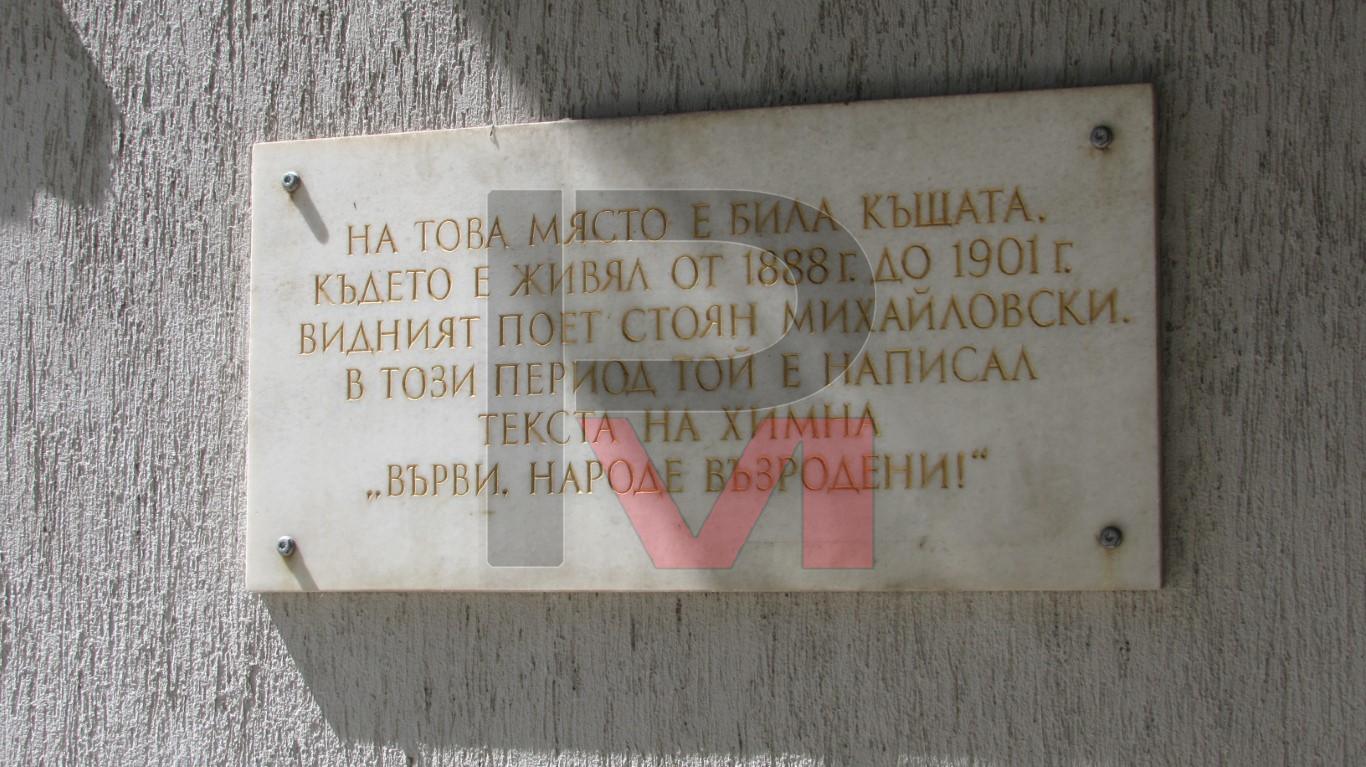 НА ТОВА МЯСТО Е БИЛА КЪЩАТА,
КЪДЕТО Е ЖИВЯЛ ОТ 1888 г. ДО 1901 г.
ВИДНИЯТ ПОЕТ СТОЯН МИХАЙЛОВСКИ.
В ТОЗИ ПЕРИОД ТОЙ Е НАПИСАЛ
ТЕКСТА НА ХИМНА
„ВЪРВИ, НАРОДЕ ВЪЗРОДЕНИ!“